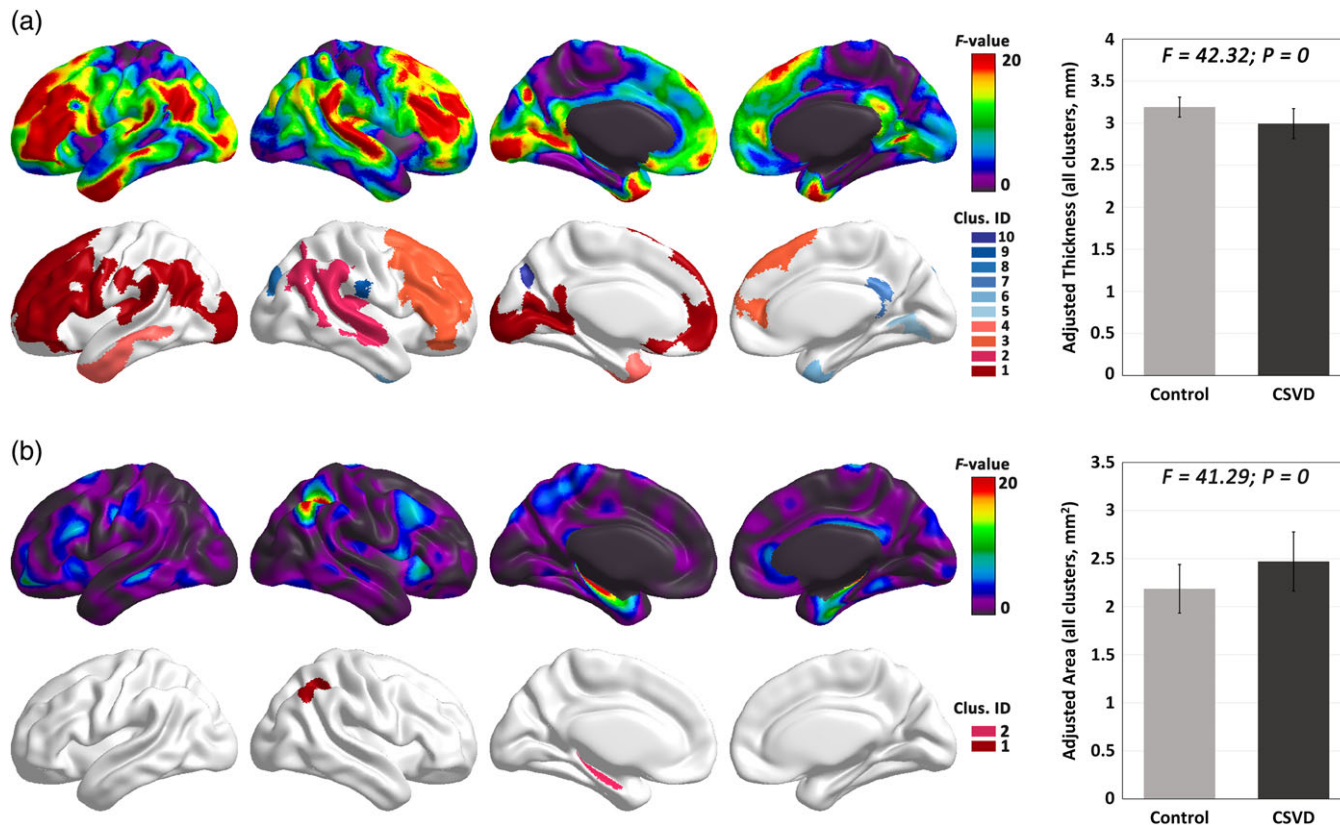 (a)
F-value
20
0
Clus. ID
10
9
8
7
6
5
4
3
2
1
Adjusted Thickness (all clusters, mm)
4
3.5
3
2.5
2
1.5
1
0.5
0
F = 42.32; P = 0
Control
CSVD
(b)
F-value
20
0
Clus. ID
2
1
Adjusted Area (all clusters, mm²)
3.5
3
2.5
2
1.5
1
0.5
0
F = 41.29; P = 0
Control
CSVD